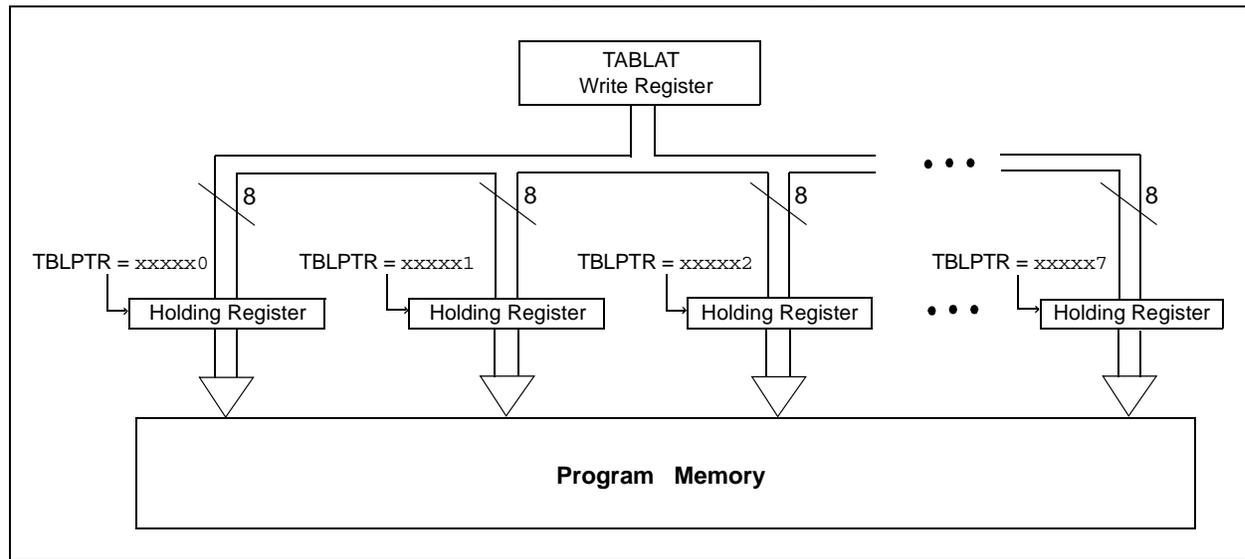 TABLAT
Write Register
8
8
8
8
TBLPTR = xxxxx0
TBLPTR = xxxxx1
TBLPTR = xxxxx2
TBLPTR = xxxxx7
Holding Register
Holding Register
Holding Register
Holding Register
Program Memory